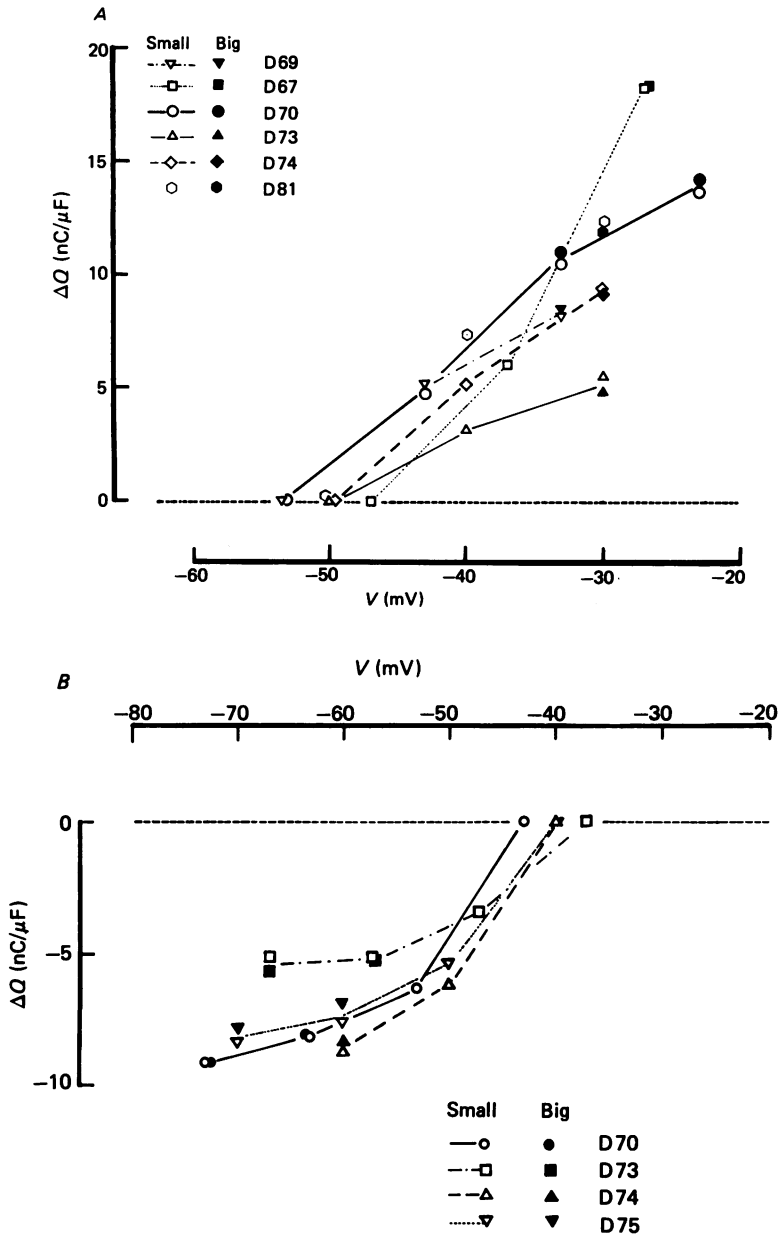 A
Small Big
D69
D67
D70
D73
D74
D81
20
15
10
5
0
ΔQ (nC/μF)
−60 −50 −40 −30 −20
V (mV)
B
V (mV)
−80 −70 −60 −50 −40 −30 −20
0
−5
−10
ΔQ (nC/μF)
Small Big
D70
D73
D74
D75